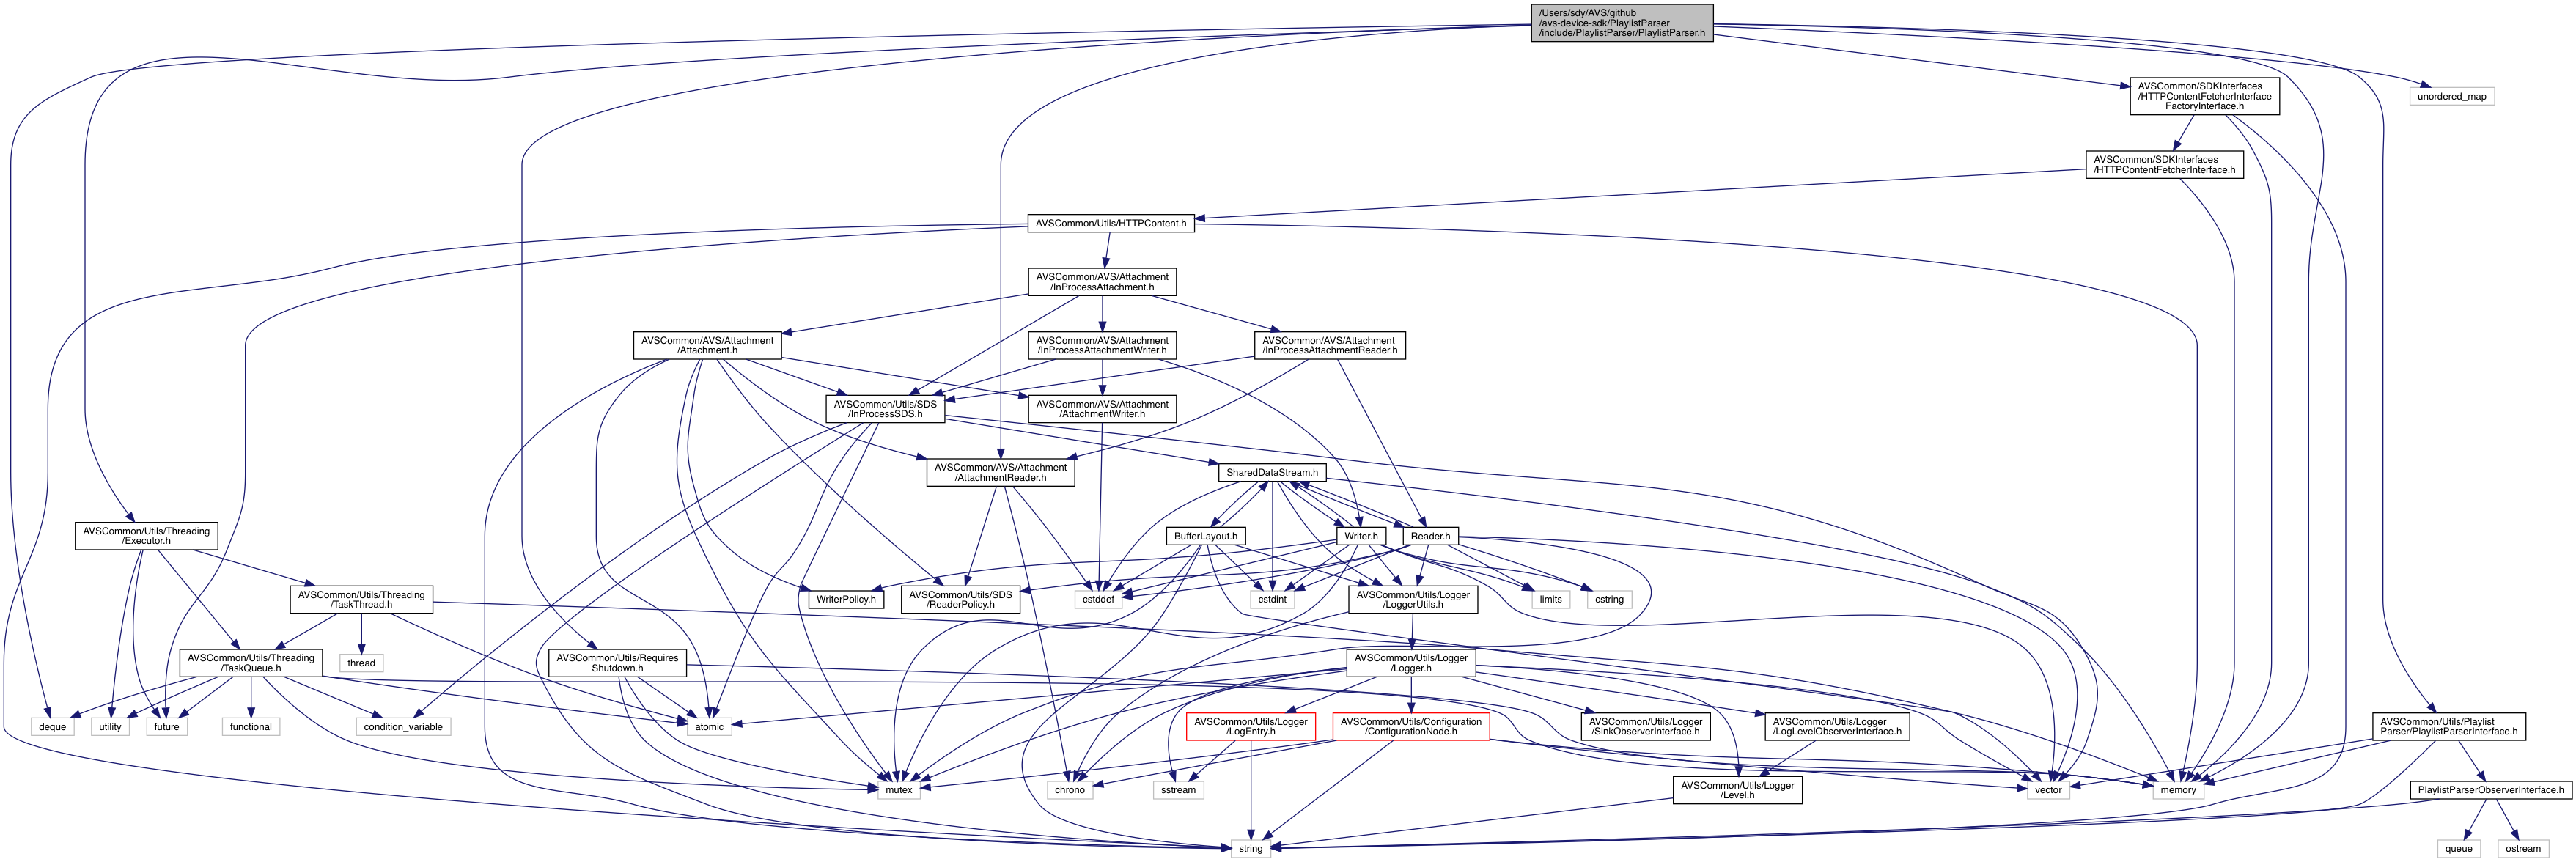 /Users/sdy/AVS/github
/avs-device-sdk/PlaylistParser
/include/PlaylistParser/PlaylistParser.h
AVSCommon/SDKInterfaces
/HTTPContentFetcherInterface
FactoryInterface.h
unordered_map
AVSCommon/SDKInterfaces
/HTTPContentFetcherInterface.h
AVSCommon/Utils/HTTPContent.h
AVSCommon/AVS/Attachment
/InProcessAttachment.h
AVSCommon/AVS/Attachment
/Attachment.h
AVSCommon/AVS/Attachment
/InProcessAttachmentWriter.h
AVSCommon/AVS/Attachment
/InProcessAttachmentReader.h
AVSCommon/Utils/SDS
/InProcessSDS.h
AVSCommon/AVS/Attachment
/AttachmentWriter.h
AVSCommon/AVS/Attachment
/AttachmentReader.h
SharedDataStream.h
AVSCommon/Utils/Threading
/Executor.h
BufferLayout.h
Writer.h
Reader.h
AVSCommon/Utils/Threading
/TaskThread.h
WriterPolicy.h
AVSCommon/Utils/SDS
/ReaderPolicy.h
cstddef
cstdint
AVSCommon/Utils/Logger
/LoggerUtils.h
limits
cstring
AVSCommon/Utils/Threading
/TaskQueue.h
thread
AVSCommon/Utils/Requires
Shutdown.h
AVSCommon/Utils/Logger
/Logger.h
deque
utility
future
functional
condition_variable
atomic
AVSCommon/Utils/Logger
/LogEntry.h
AVSCommon/Utils/Configuration
/ConfigurationNode.h
AVSCommon/Utils/Logger
/SinkObserverInterface.h
AVSCommon/Utils/Logger
/LogLevelObserverInterface.h
AVSCommon/Utils/Playlist
Parser/PlaylistParserInterface.h
mutex
chrono
sstream
AVSCommon/Utils/Logger
/Level.h
vector
memory
PlaylistParserObserverInterface.h
string
queue
ostream